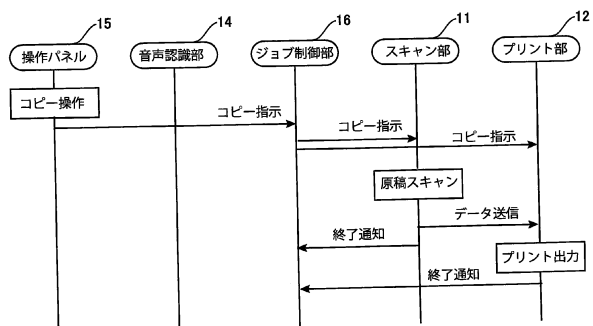 15
14
16
11
12
操作パネル
音声認識部
ジョブ制御部
スキャン部
プリント部
コピー操作
コピー指示
コピー指示
コピー指示
原稿スキャン
データ送信
終了通知
プリント出力
終了通知